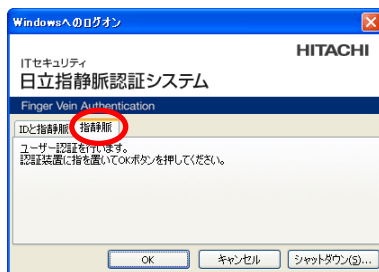 Windowsへのログオン
HITACHI
ITセキュリティ
日立指静脈認証システム
Finger Vein Authentication
IDと指静脈 指静脈
ユーザー認証を行います。
認証装置に指を置いてOKボタンを押してください。
OK キャンセル シャットダウン(S)...